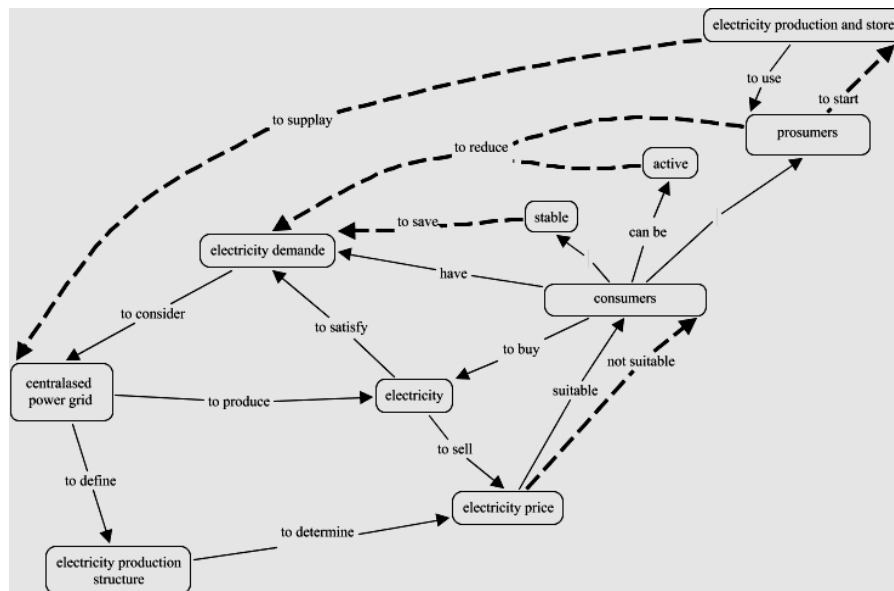 electricity production and store
to use
to start
to supplay
prosumers
to reduce
active
to save
stable
can be
electricity demande
have
consumers
to consider
to satisfy
to buy
not suitable
centralased
power grid
to produce
electricity
suitable
to sell
to define
electricity price
to determine
electricity production
structure